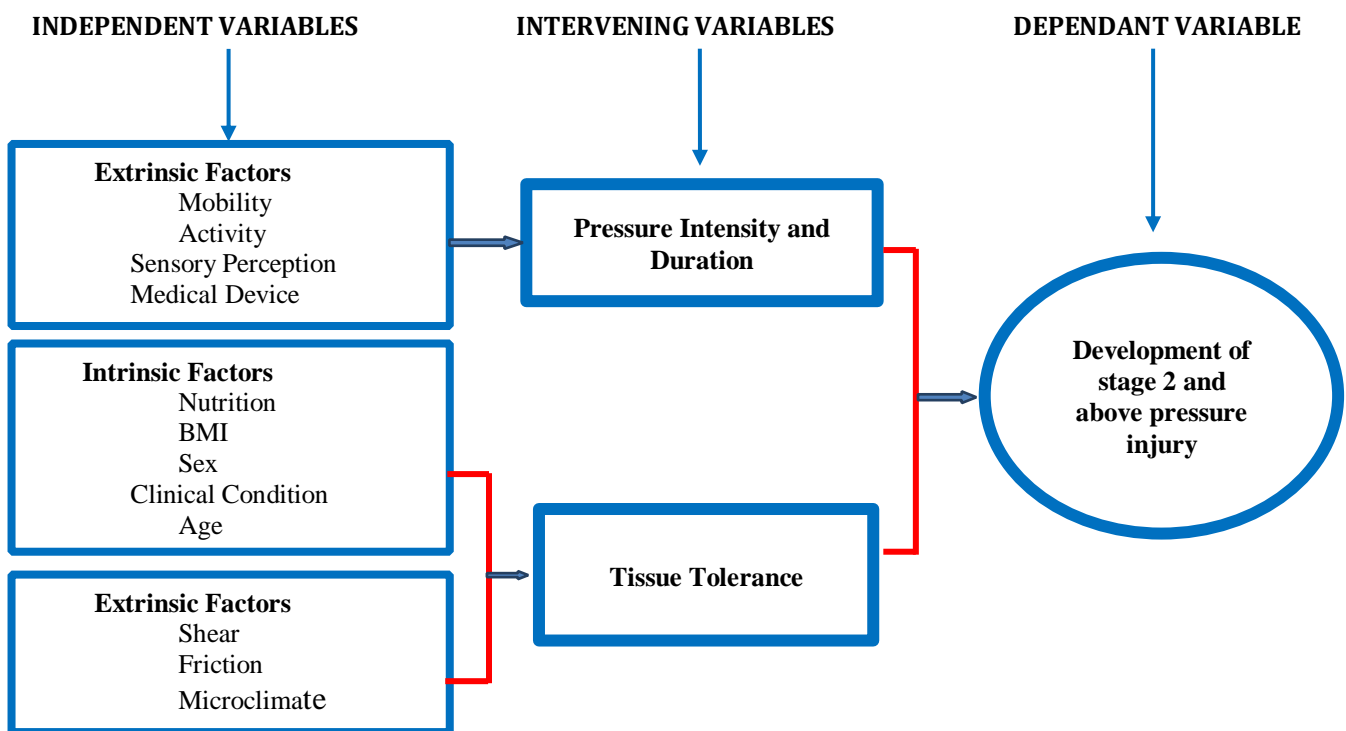 INDEPENDENT VARIABLES
INTERVENING VARIABLES
DEPENDANT VARIABLE
Extrinsic Factors
Mobility
Activity
Sensory Perception
Medical Device
Intrinsic Factors
Nutrition
BMI
Sex
Clinical Condition
Age
Extrinsic Factors
Shear
Friction
Microclimate
Pressure Intensity and
Duration
Tissue Tolerance
Development of
stage 2 and
above pressure
injury